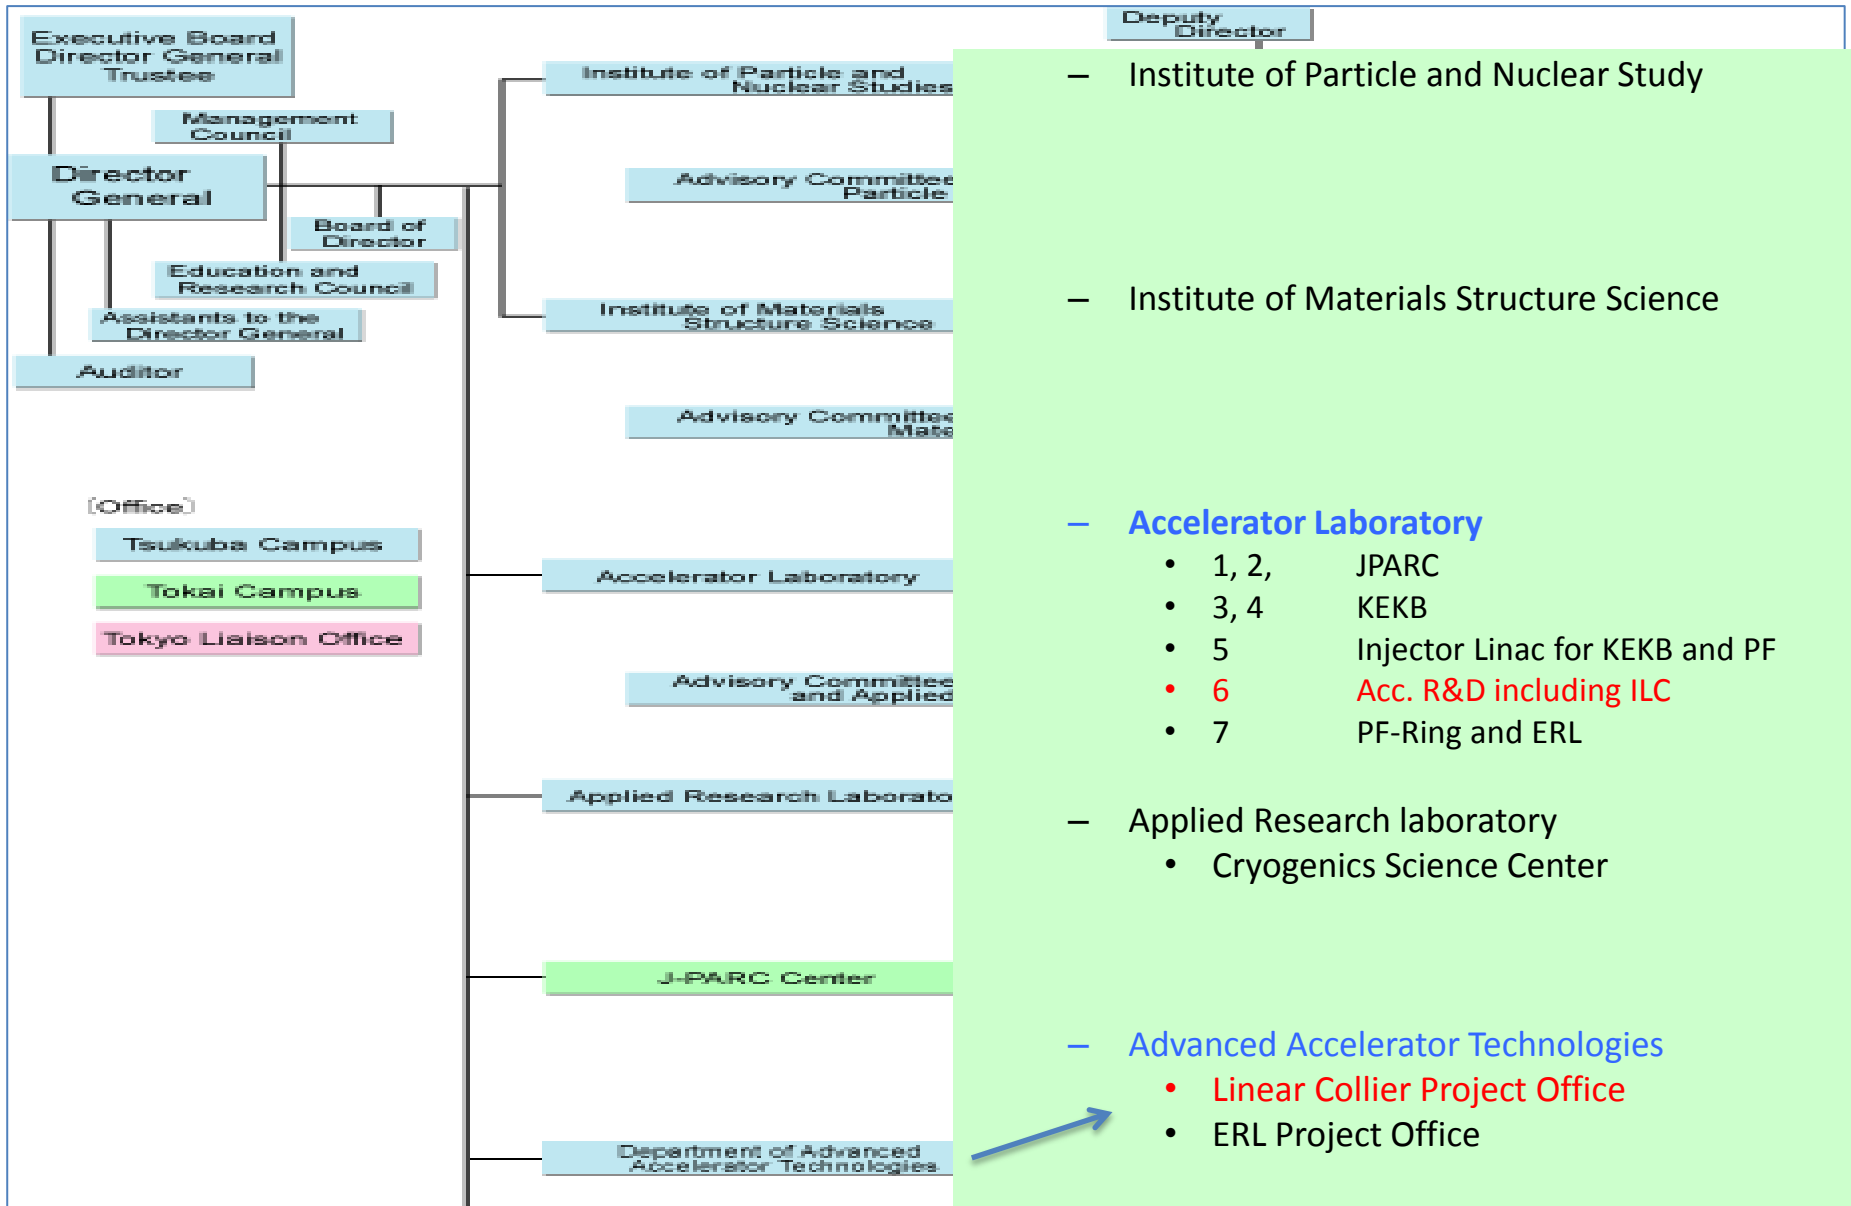 Executive Board
Director General
Trustee
Management
Council
Director
General
Board of
Director
Education and
Research Council
Assistants to the
Director General
Auditor
〔Office〕
Tsukuba Campus
Tokai Campus
Tokyo Liaison Office
Deputy
Director
Institute of Particle and
Nuclear Studies
Advisory Committee
Particle
Institute of Materials
Structure Science
Advisory Committee
Mate
Accelerator Laboratory
Advisory Committee
and Applied
Applied Research Laborato
J-PARC Center
Department of Advanced
Accelerator Technologies
– Institute of Particle and Nuclear Study
– Institute of Materials Structure Science
– Accelerator Laboratory
• 1, 2, JPARC
• 3, 4 KEKB
• 5 Injector Linac for KEKB and PF
• 6 Acc. R&D including ILC
• 7 PF-Ring and ERL
– Applied Research laboratory
• Cryogenics Science Center
– Advanced Accelerator Technologies
• Linear Collier Project Office
• ERL Project Office